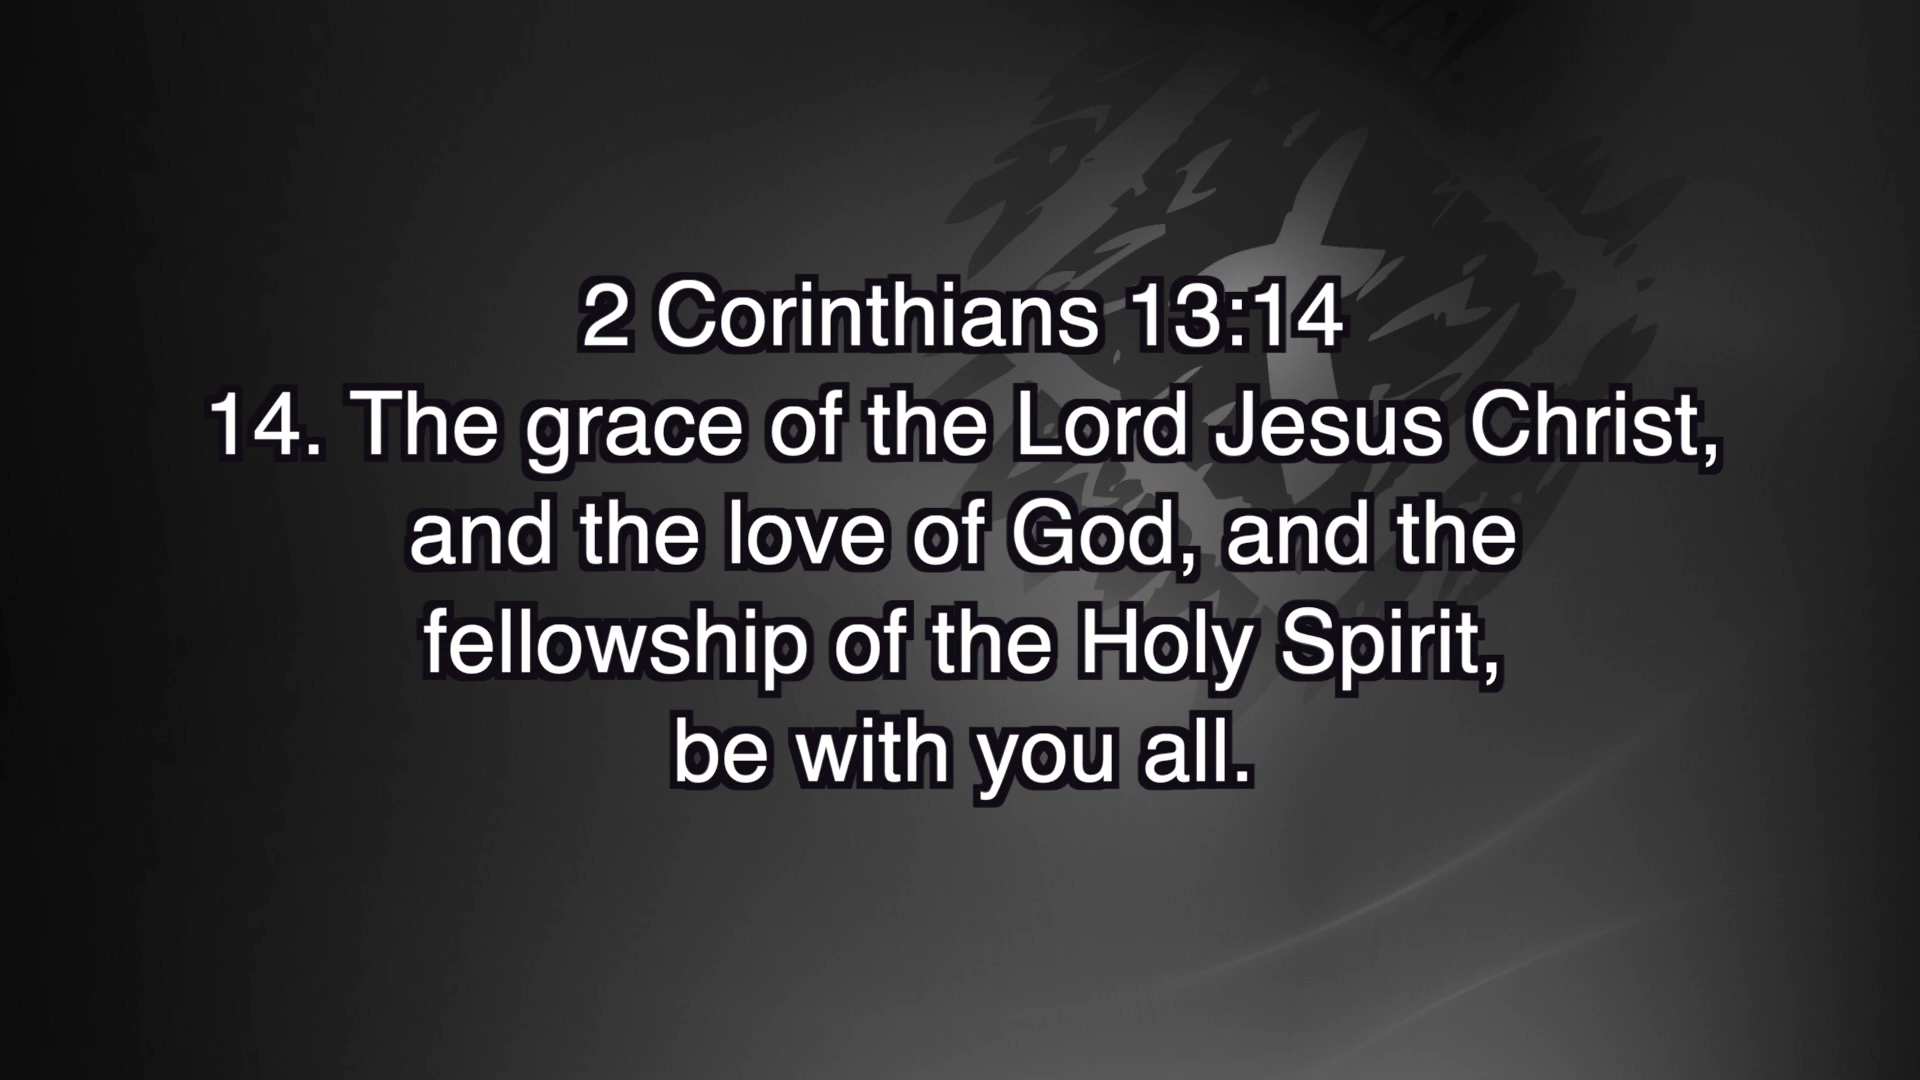 2 Corinthians 13:14
14. The grace of the Lord Jesus Christ,
and the love of God, and the
fellowship of the Holy Spirit,
be with you all.